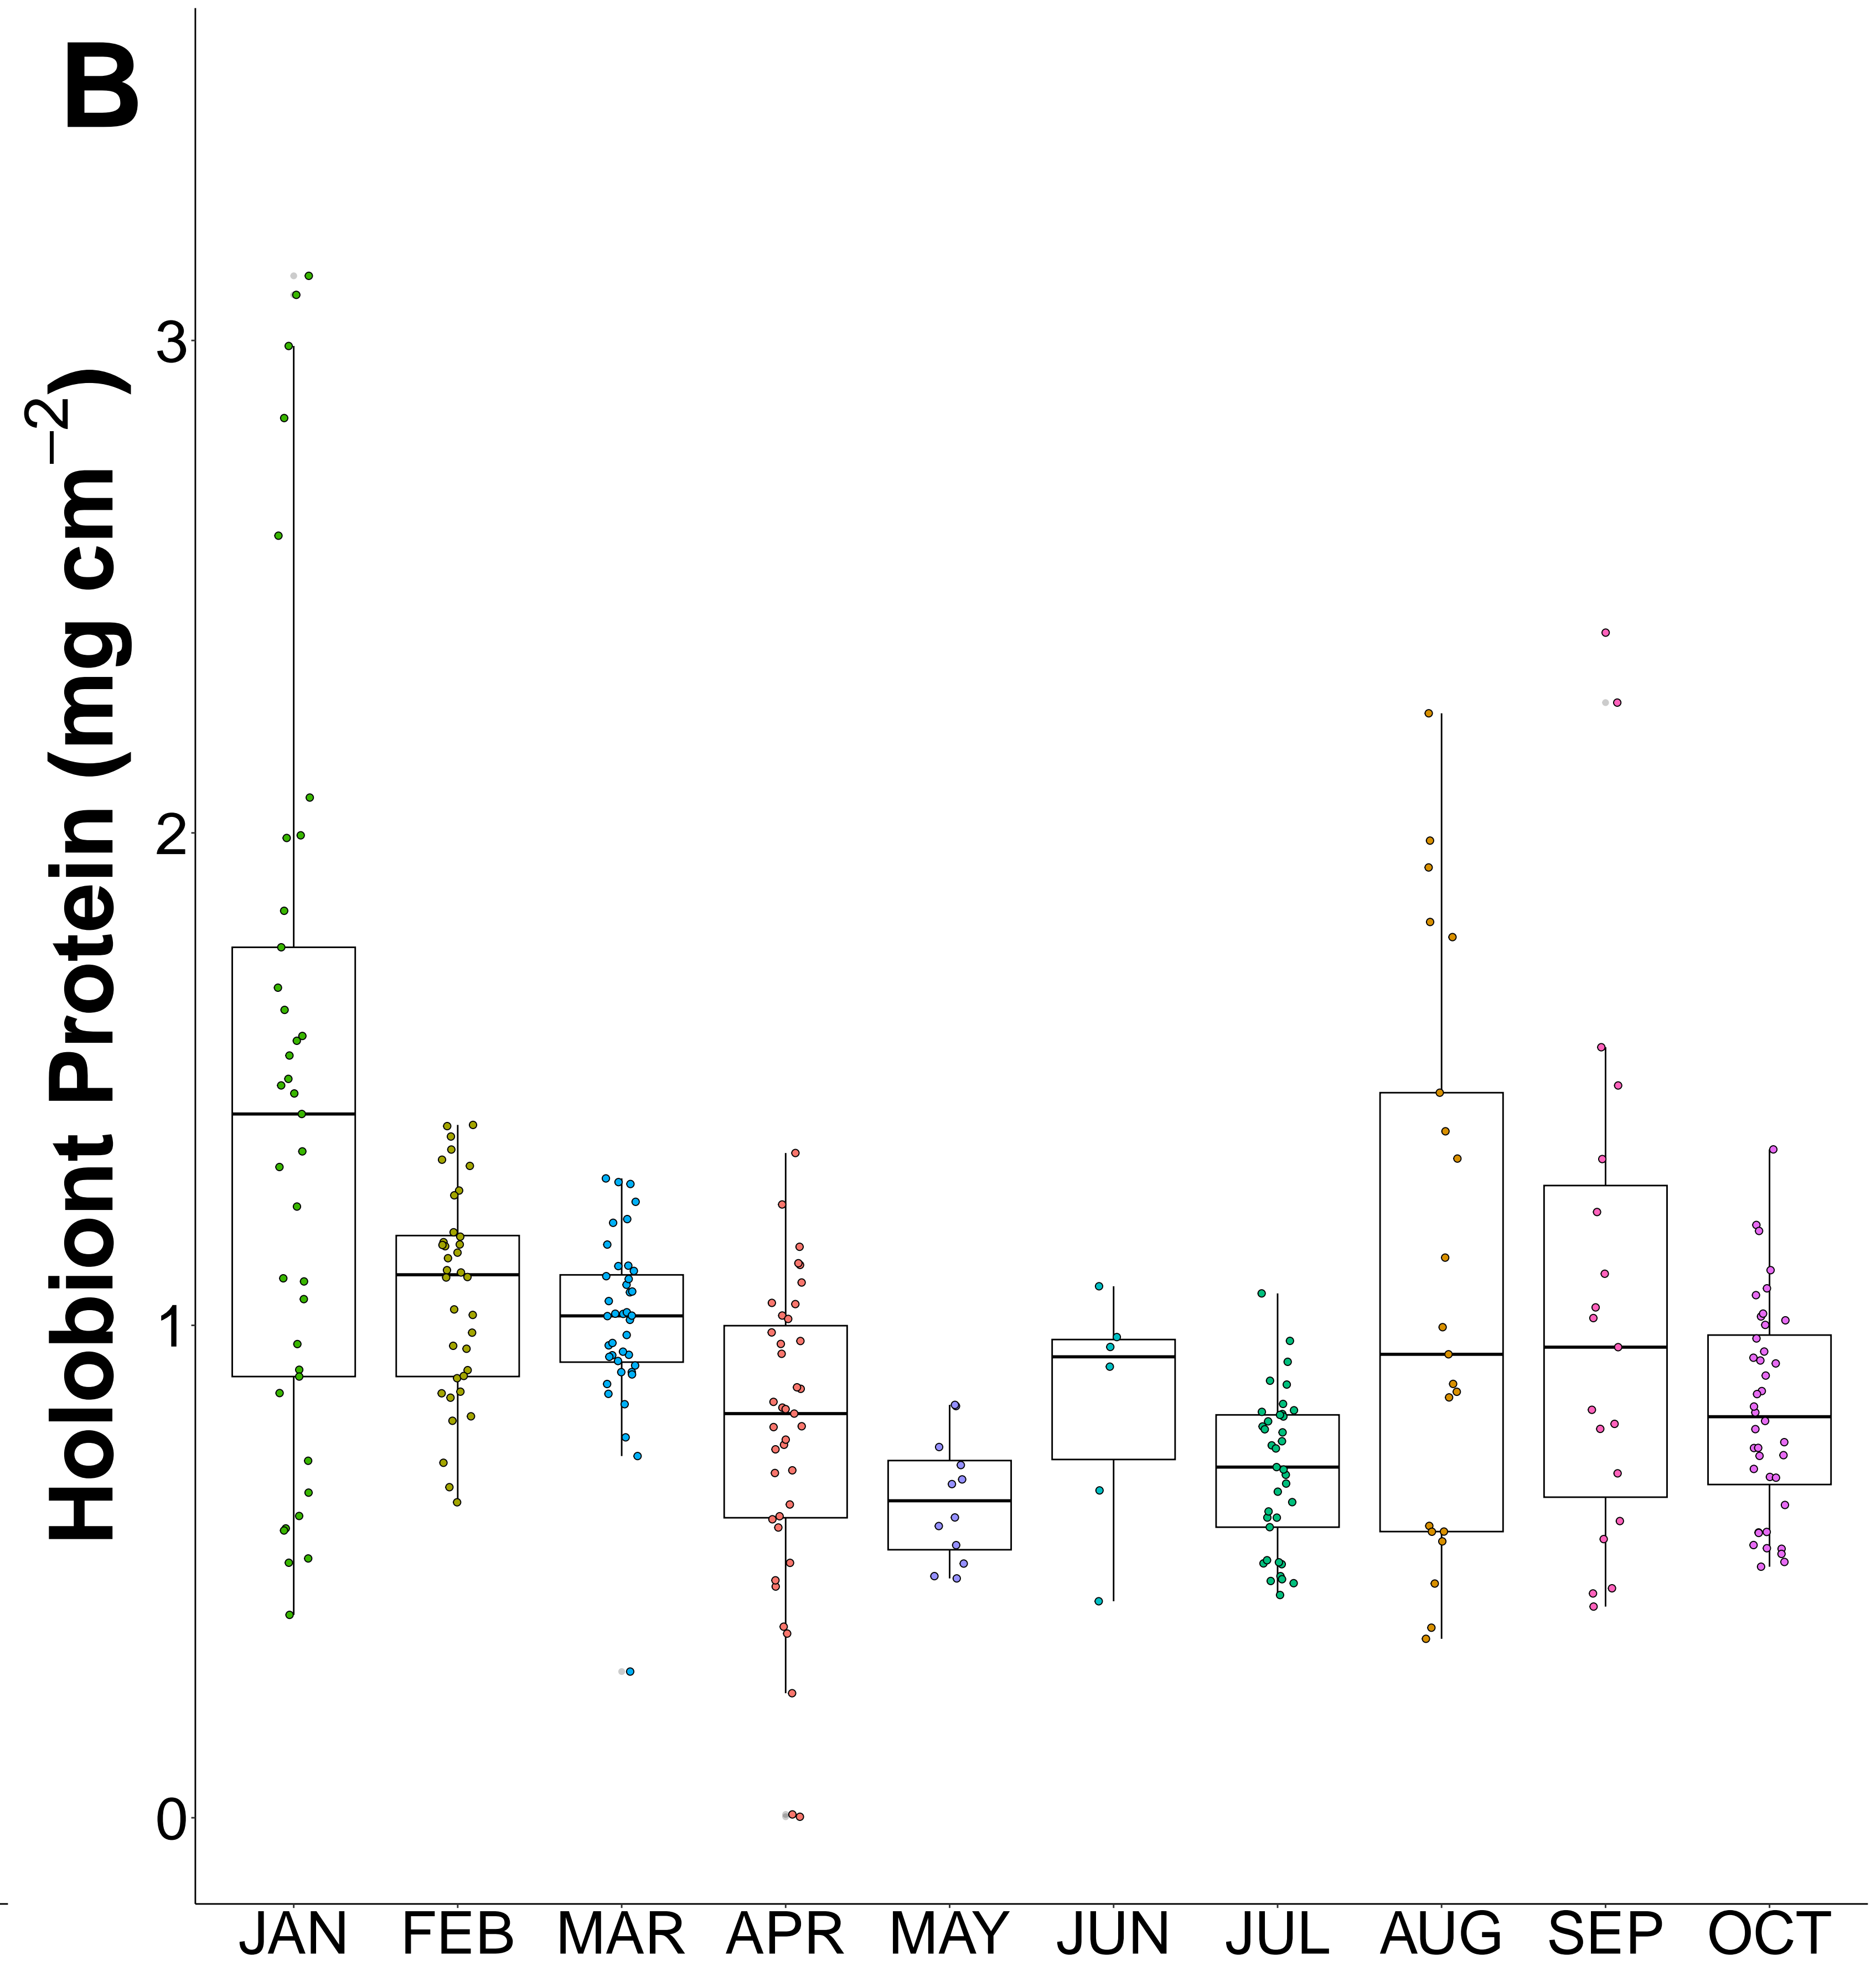 B
Holobiont Protein (mg cm⁻²)
3
2
1
0
JAN FEB MAR APR MAY JUN JUL AUG SEP OCT